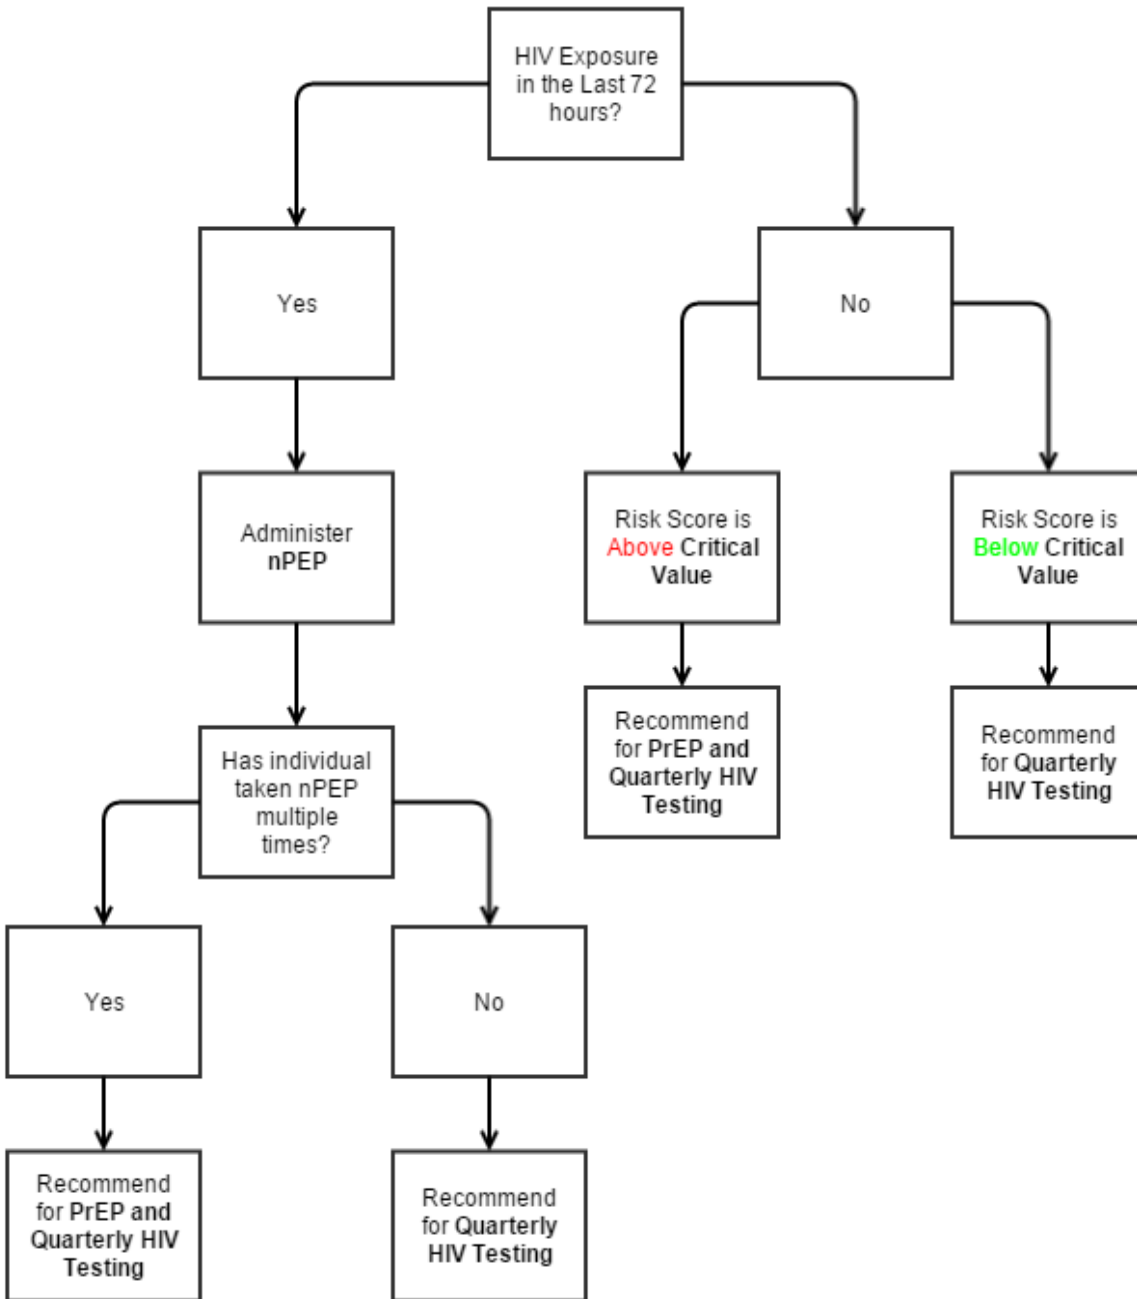 HIV Exposure
in the Last 72
hours?
Yes
No
Administer
nPEP
Risk Score is
Above Critical
Value
Risk Score is
Below Critical
Value
Has individual
taken nPEP
multiple
times?
Recommend
for PrEP and
Quarterly HIV
Testing
Recommend
for Quarterly
HIV Testing
Yes
No
Recommend
for PrEP and
Quarterly HIV
Testing
Recommend
for Quarterly
HIV Testing